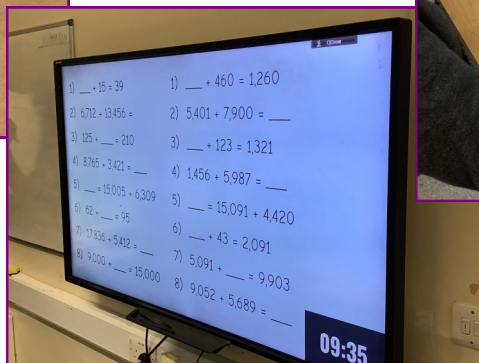 1) ___ + 15 = 39
2) 6,712 + 13,456 =
3) 125 + ___ = 210
4) 8,765 + 3,421 = ___
5) ___ = 15,005 + 6,309
6) 62 + ___ = 95
7) 17,836 + 5,412 = ___
8) 9,000 + ___ = 15,000
1) ___ + 460 = 1,260
2) 5,401 + 7,900 = ___
3) ___ + 123 = 1,321
4) 1,456 + 5,987 = ___
5) ___ = 15,091 + 4,420
6) ___ + 43 = 2,091
7) 5,091 + ___ = 9,903
8) 9,052 + 5,689 = ___
09:35